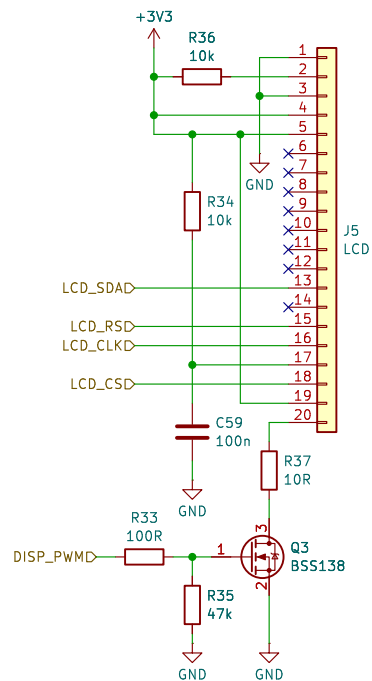 +3V3
R36
10k
1
2
3
4
5
6
7
8
9
10
11
12
13
14
15
16
17
18
19
20
GND
J5
LCD
R34
10k
LCD_SDA
LCD_RS
LCD_CLK
LCD_CS
C59
100n
GND
R37
10R
R33
100R
DISP_PWM
1
3
2
Q3
BSS138
R35
47k
GND
GND